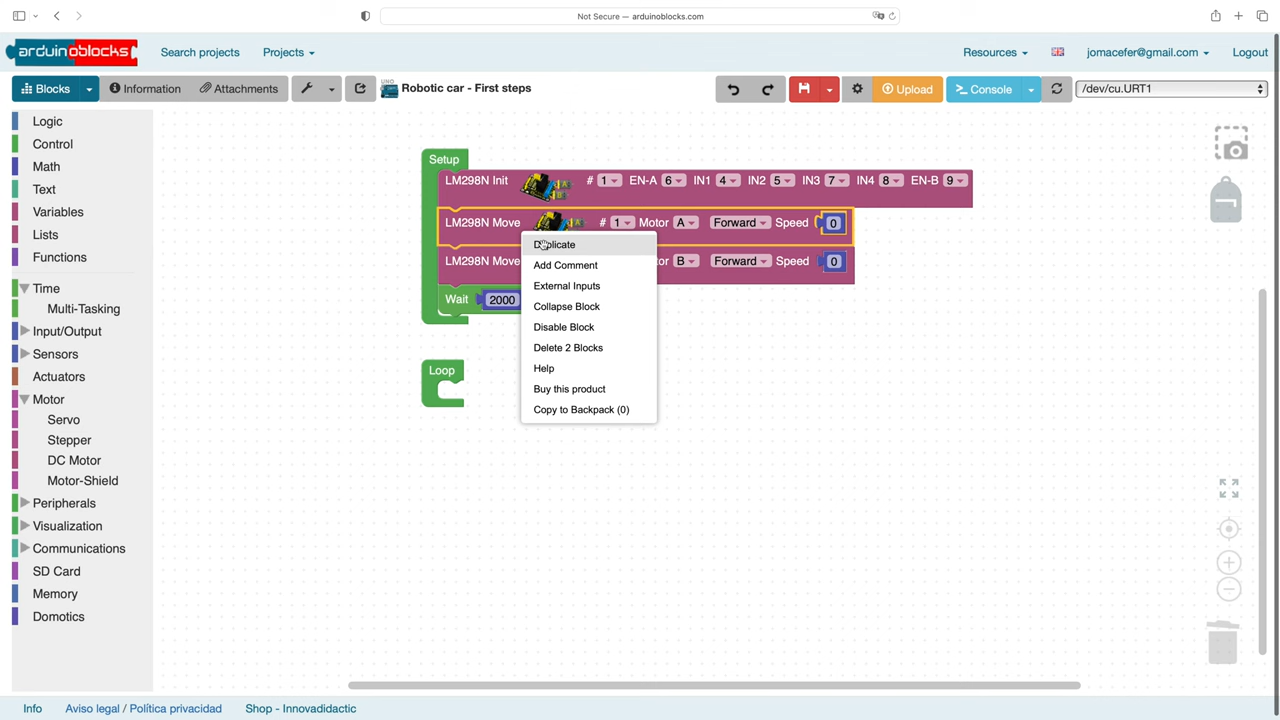 Not Secure — arduinoblocks.com
arduinoblocks Search projects Projects Resources jomacefer@gmail.com Logout
Blocks Information Attachments UNO Robotic car - First steps Upload Console /dev/cu.URT1
Logic
Control
Math
Text
Variables
Lists
Functions
Time
Multi-Tasking
Input/Output
Sensors
Actuators
Motor
Servo
Stepper
DC Motor
Motor-Shield
Peripherals
Visualization
Communications
SD Card
Memory
Domotics
Setup
LM298N Init # 1 EN-A 6 IN1 4 IN2 5 IN3 7 IN4 8 EN-B 9
LM298N Move # 1 Motor A Forward Speed 0
LM298N Move B Forward Speed 0
Wait 2000
Loop
Duplicate
Add Comment
External Inputs
Collapse Block
Disable Block
Delete 2 Blocks
Help
Buy this product
Copy to Backpack (0)
Info Aviso legal / Política privacidad Shop - Innovadidactic